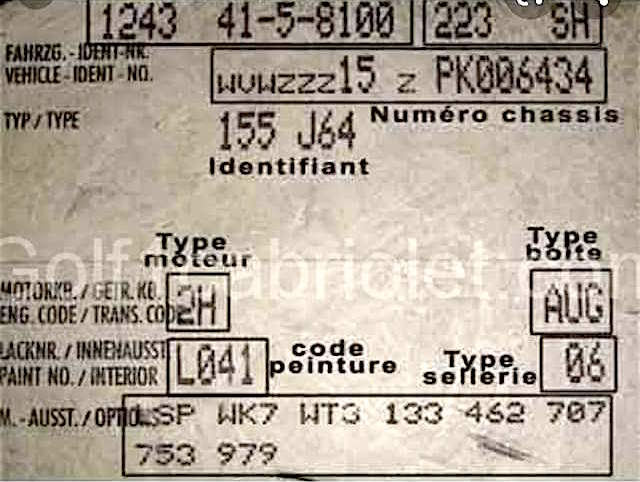 1243 41-5-8100 223 SH
FAHRZG.-IDENT-NR.
VEHICLE-IDENT-NO. WVWZZZ15 Z PK006434
TYP/TYPE 155 J64 Numéro chassis
Identifiant
Type moteur Type boîte
MOTORKB./GETR.KB.
ENG. CODE/TRANS. CODE 2H AUG
LACKNR./INNENAUSST
PAINT NO./INTERIOR L041 code peinture Type sellerie 06
M.-AUSST./OPTIONS SP WK7 WT3 133 462 707
753 979